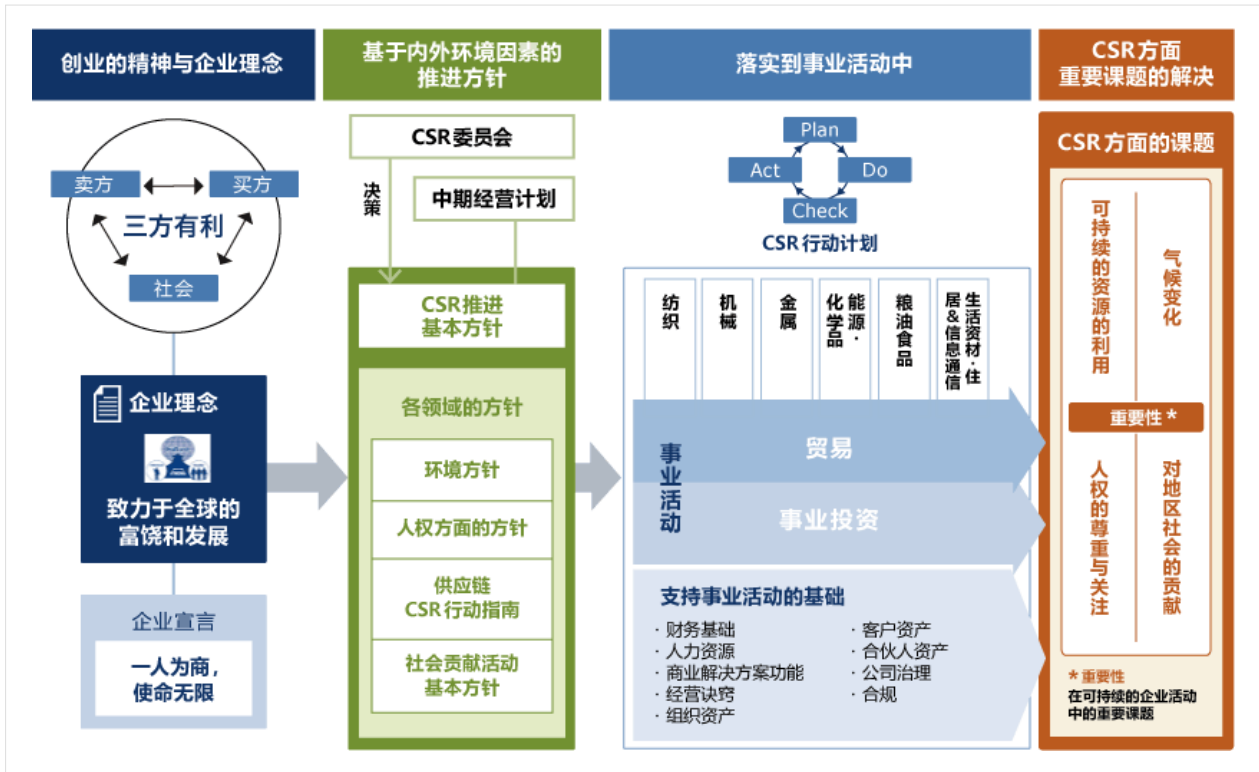 创业的精神与企业理念
卖方
买方
三方有利
社会
企业理念
致力于全球的
富饶和发展
企业宣言
一人为商，
使命无限
基于内外环境因素的
推进方针
CSR委员会
决策
中期经营计划
CSR推进
基本方针
各领域的方针
环境方针
人权方面的方针
供应链
CSR行动指南
社会贡献活动
基本方针
落实到事业活动中
Plan
Act
Do
Check
CSR行动计划
纺织
机械
金属
能源·
化学品
粮油食品
生活资材·住
居&信息通信
事业活动
贸易
事业投资
支持事业活动的基础
·财务基础
·人力资源
·商业解决方案功能
·经营诀窍
·组织资产
·客户资产
·合伙人资产
·公司治理
·合规
CSR方面
重要课题的解决
CSR方面的课题
可持续的资源的利用
气候变化
重要性*
人权的尊重与关注
对地区社会的贡献
*重要性
在可持续的企业活动
中的重要课题